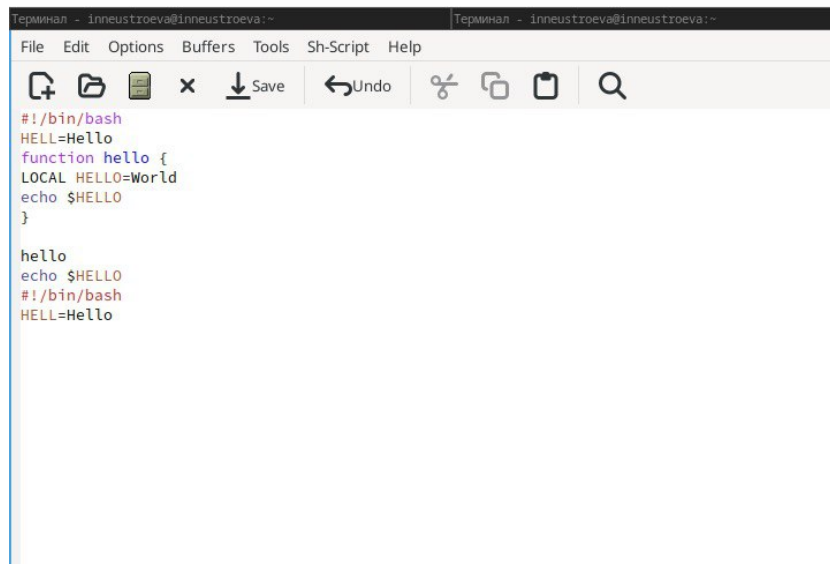 Терминал - inneustroeva@inneustroeva:~ Терминал - inneustroeva@inneustroeva:~
File Edit Options Buffers Tools Sh-Script Help
Save Undo
#!/bin/bash
HELL=Hello
function hello {
LOCAL HELLO=World
echo $HELLO
}
hello
echo $HELLO
#!/bin/bash
HELL=Hello